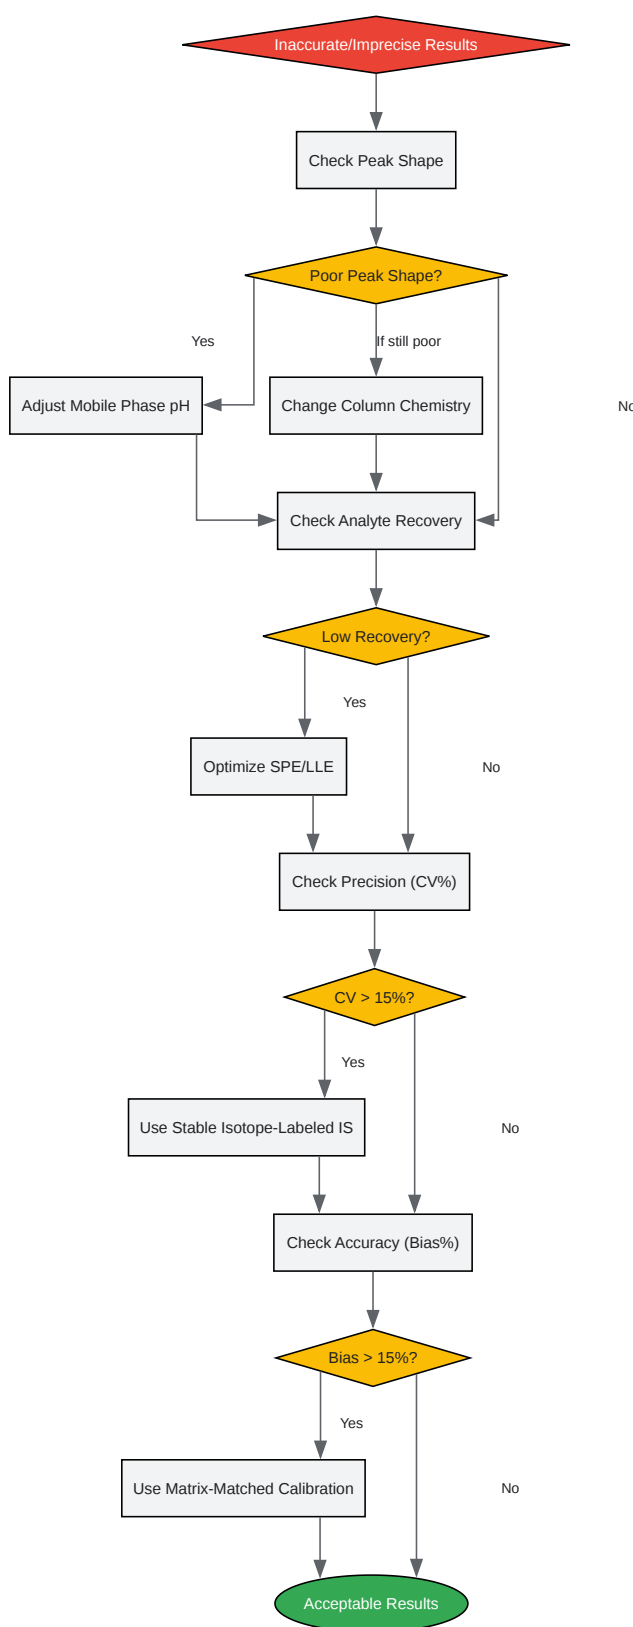 Inaccurate/Imprecise Results
Check Peak Shape
Poor Peak Shape?
Yes
If still poor
Adjust Mobile Phase pH
Change Column Chemistry
No
Check Analyte Recovery
Low Recovery?
Yes
Optimize SPE/LLE
No
Check Precision (CV%)
CV > 15%?
Yes
Use Stable Isotope-Labeled IS
No
Check Accuracy (Bias%)
Bias > 15%?
Yes
Use Matrix-Matched Calibration
No
Acceptable Results